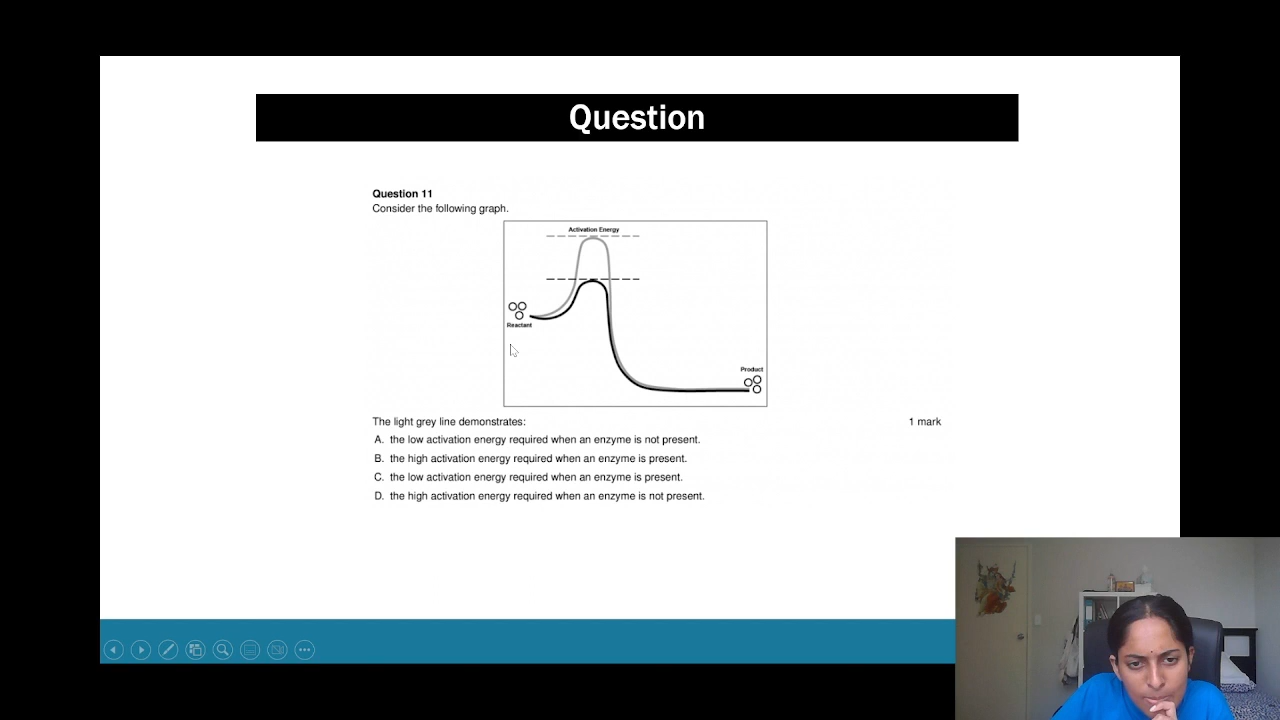 Question
Question 11
Consider the following graph.
Activation Energy
Reactant
Product
The light grey line demonstrates:
1 mark
A. the low activation energy required when an enzyme is not present.
B. the high activation energy required when an enzyme is present.
C. the low activation energy required when an enzyme is present.
D. the high activation energy required when an enzyme is not present.